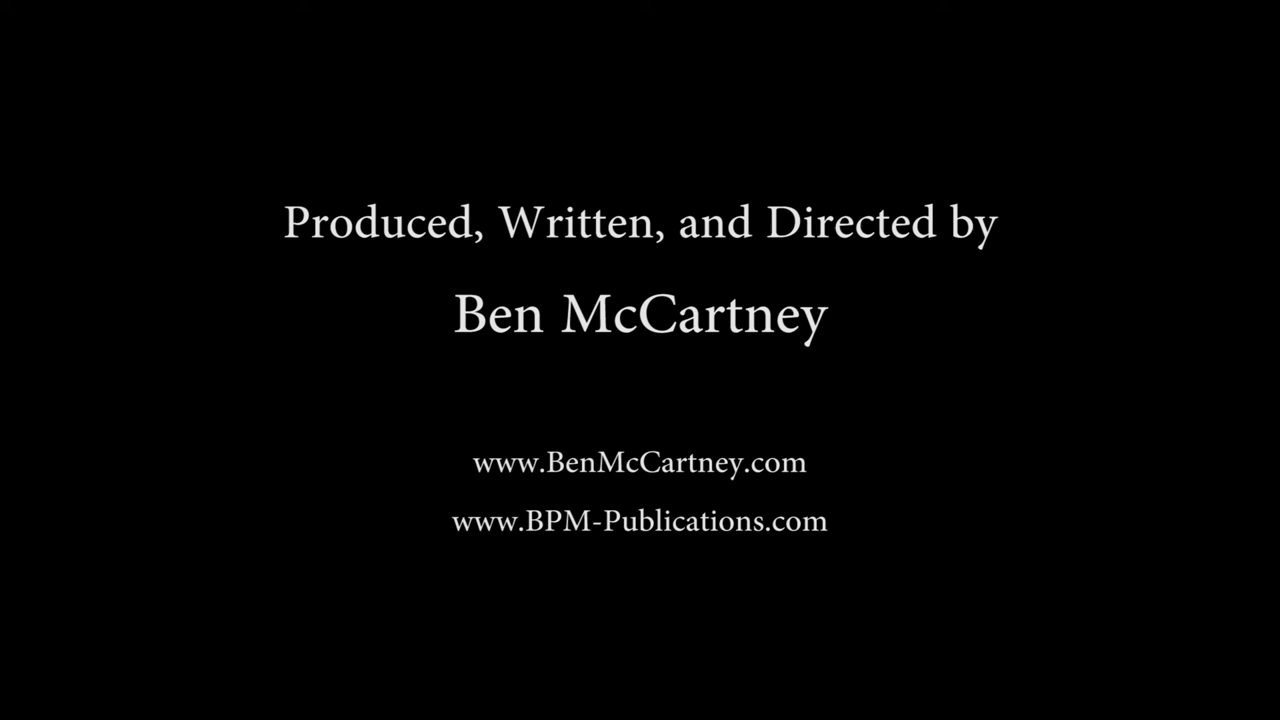 Produced, Written, and Directed by
Ben McCartney
www.BenMcCartney.com
www.BPM-Publications.com